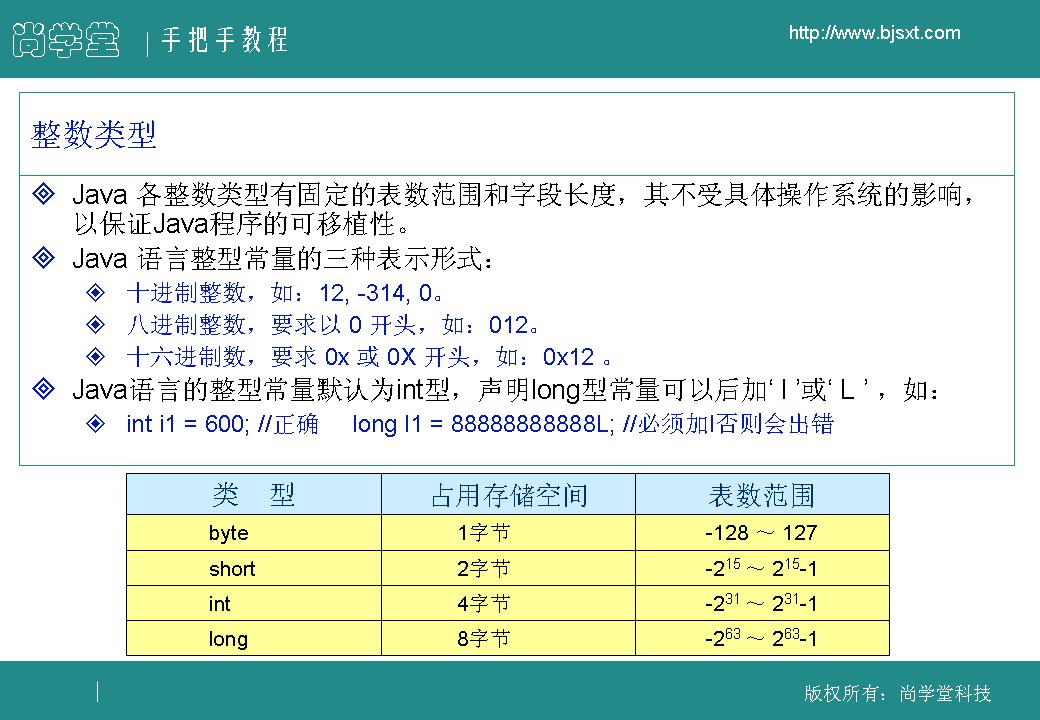 尚学堂
手把手教程
http://www.bjsxt.com
整数类型
Java 各整数类型有固定的表数范围和字段长度，其不受具体操作系统的影响，
以保证Java程序的可移植性。
Java 语言整型常量的三种表示形式：
十进制整数，如：12, -314, 0。
八进制整数，要求以 0 开头，如：012。
十六进制数，要求 0x 或 0X 开头，如：0x12 。
Java语言的整型常量默认为int型，声明long型常量可以后加‘ l ’或‘ L ’ ，如：
int i1 = 600; //正确 long l1 = 88888888888L; //必须加l否则会出错
类 型 占用存储空间 表数范围
byte 1字节 -128 ～ 127
short 2字节 -2^15 ～ 2^15-1
int 4字节 -2^31 ～ 2^31-1
long 8字节 -2^63 ～ 2^63-1
版权所有：尚学堂科技